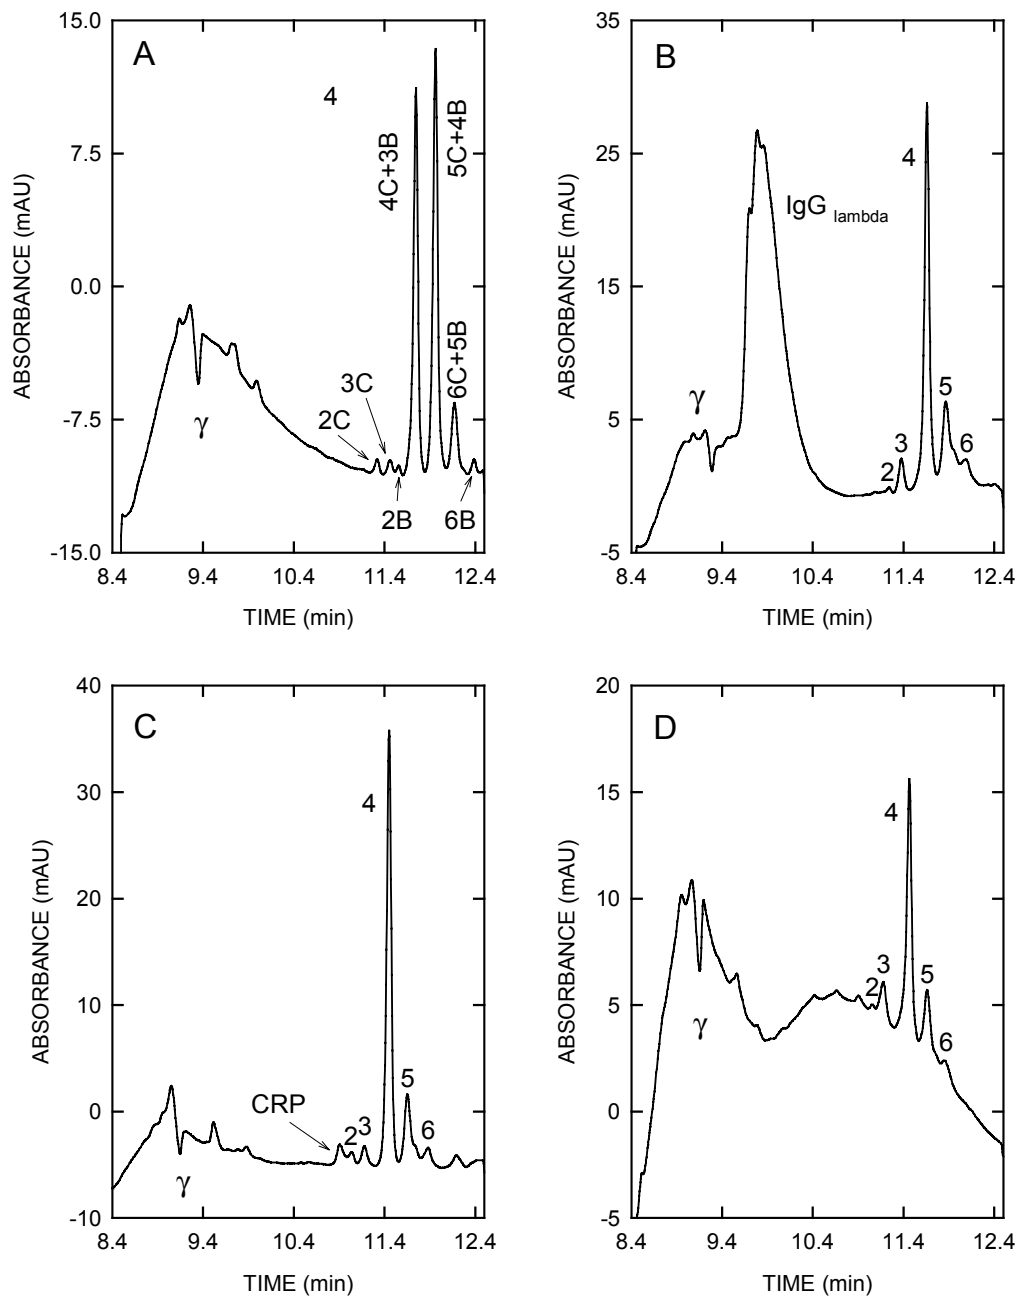 A
4
15.0
7.5
0.0
-7.5
-15.0
ABSORBANCE (mAU)
4C+3B
5C+4B
6C+5B
3C
2C
γ
2B
6B
8.4 9.4 10.4 11.4 12.4
TIME (min)
B
35
25
15
5
-5
ABSORBANCE (mAU)
4
IgG lambda
γ
5
3
6
2
8.4 9.4 10.4 11.4 12.4
TIME (min)
C
40
30
20
10
0
-10
ABSORBANCE (mAU)
4
5
CRP
2
3
6
γ
8.4 9.4 10.4 11.4 12.4
TIME (min)
D
20
15
10
5
0
-5
ABSORBANCE (mAU)
4
3
5
2
γ
6
8.4 9.4 10.4 11.4 12.4
TIME (min)